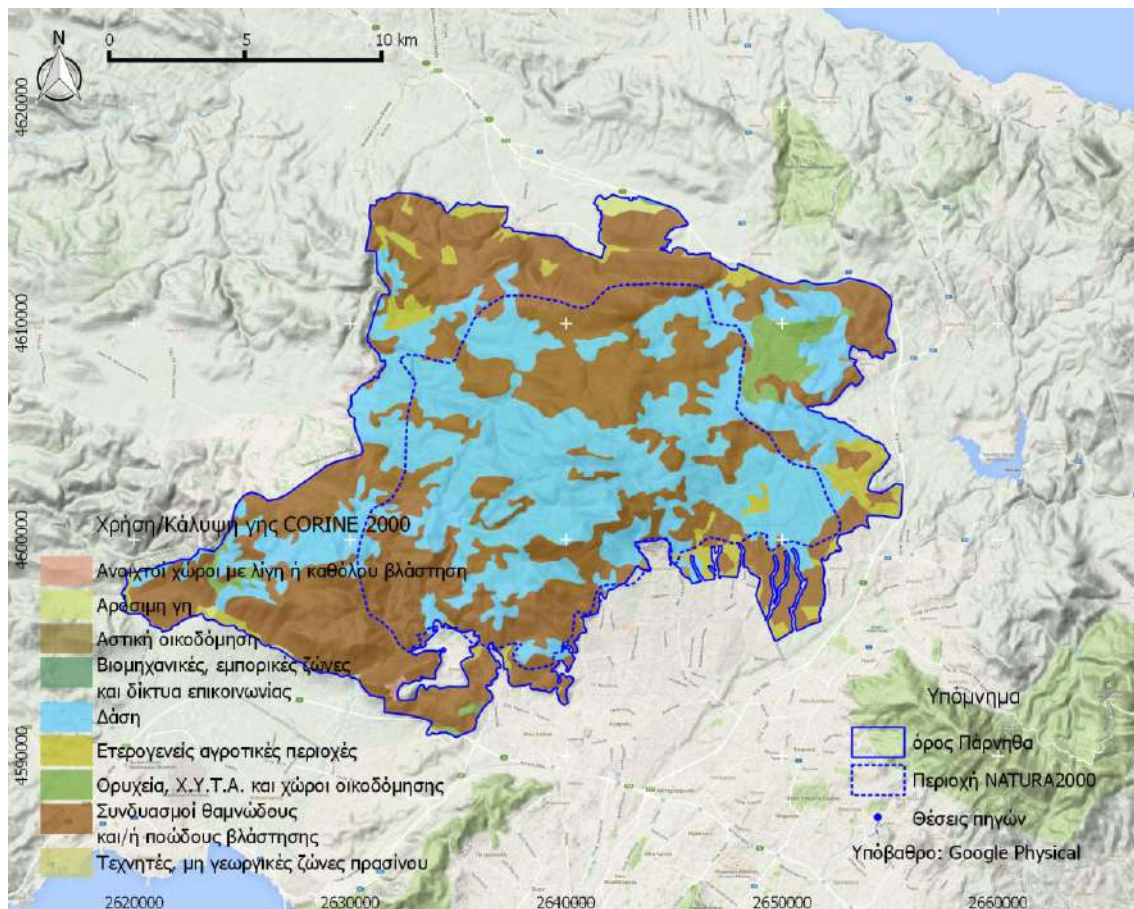 N
0 5 10 km
4620000
4610000
4600000
4590000
Χρήση/Κάλυψη γης CORINE 2000
Ανοιχτοί χώροι με λίγη ή καθόλου βλάστηση
Αρόσιμη γη
Αστική οικοδόμηση
Βιομηχανικές, εμπορικές ζώνες
και δίκτυα επικοινωνίας
Δάση
Ετερογενείς αγροτικές περιοχές
Ορυχεία, Χ.Υ.Τ.Α. και χώροι οικοδόμησης
Συνδυασμοί θαμνώδους
και/ή ποώδους βλάστησης
Τεχνητές, μη γεωργικές ζώνες πρασίνου
Υπόμνημα
όρος Πάρνηθα
Περιοχή NATURA2000
Θέσεις πηγών
Υπόβαθρο: Google Physical
2620000 2630000 2640000 2650000 2660000